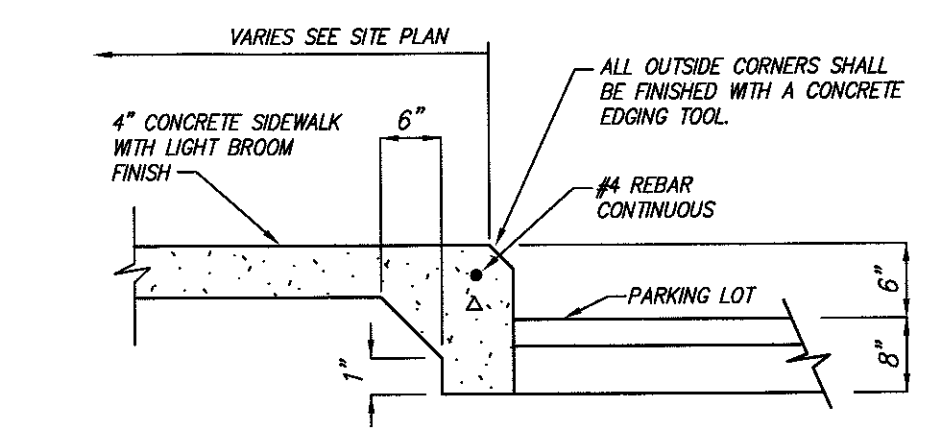 VARIES SEE SITE PLAN
ALL OUTSIDE CORNERS SHALL
BE FINISHED WITH A CONCRETE
EDGING TOOL.
4" CONCRETE SIDEWALK
WITH LIGHT BROOM
FINISH
6"
#4 REBAR
CONTINUOUS
PARKING LOT
6"
8"
1"